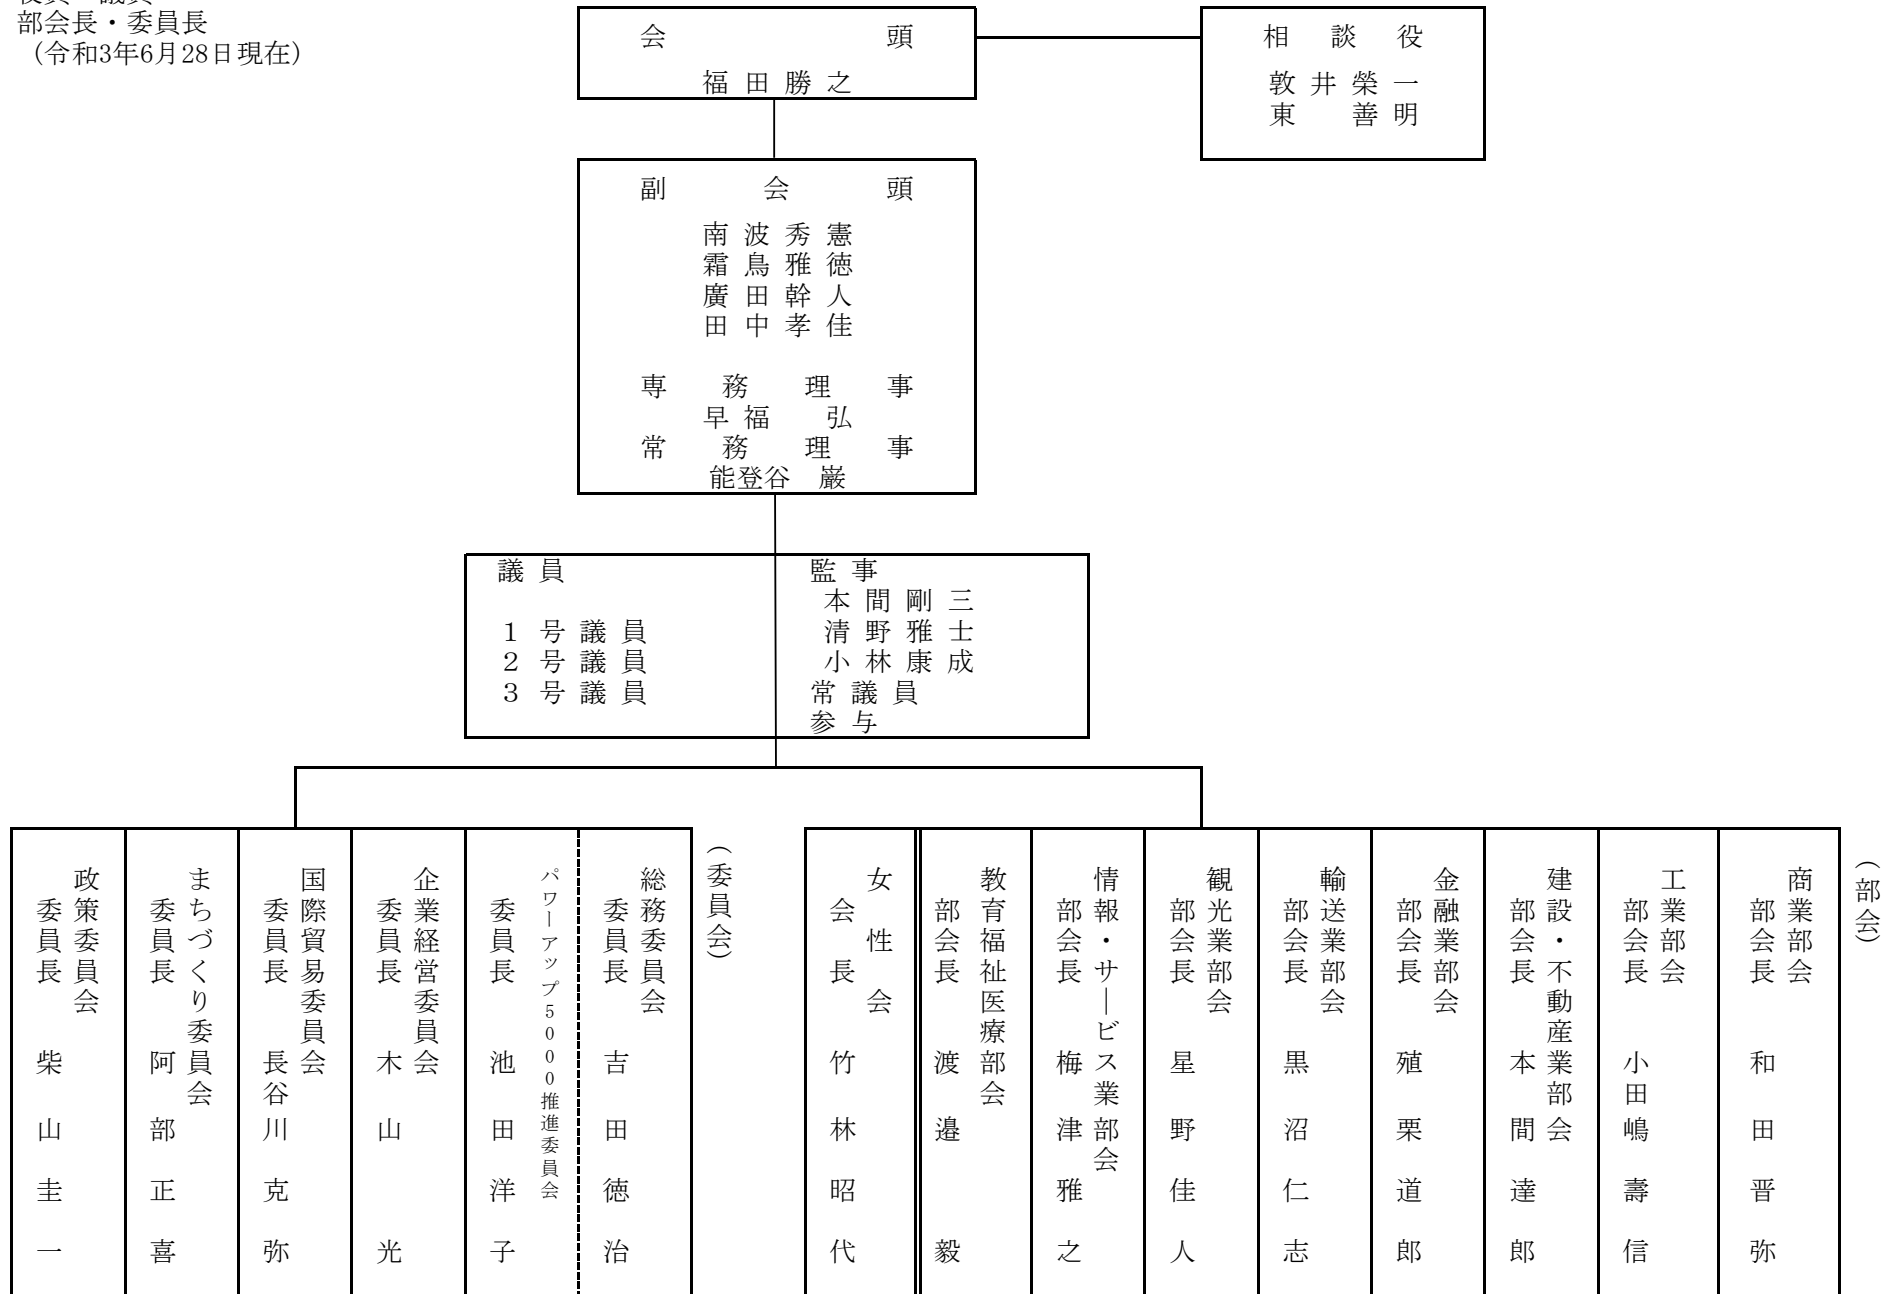 部会長・委員長
(令和3年6月28日現在)
会頭
福田勝之
相談役
敦井榮一
東善明
副会頭
南波秀憲
霜鳥雅徳
廣田幹人
田中孝佳
専務理事
早福弘
常務理事
能登谷巌
議員
1号議員
2号議員
3号議員
監事
本間剛三
清野雅士
小林康成
常議員
参与
(部会)
商業部会
部会長 和田晋弥
工業部会
部会長 小田嶋壽信
建設・不動産業部会
部会長 本間達郎
金融業部会
部会長 殖栗道郎
輸送業部会
部会長 黒沼仁志
観光業部会
部会長 星野佳人
情報・サービス業部会
部会長 梅津雅之
教育福祉医療部会
部会長 渡邉毅
女性会
会長 竹林昭代
(委員会)
総務委員会
委員長 吉田徳治
パワーアップ5000推進委員会
委員長 池田洋子
企業経営委員会
委員長 木山光
国際貿易委員会
委員長 長谷川克弥
まちづくり委員会
委員長 阿部正喜
政策委員会
委員長 柴山圭一